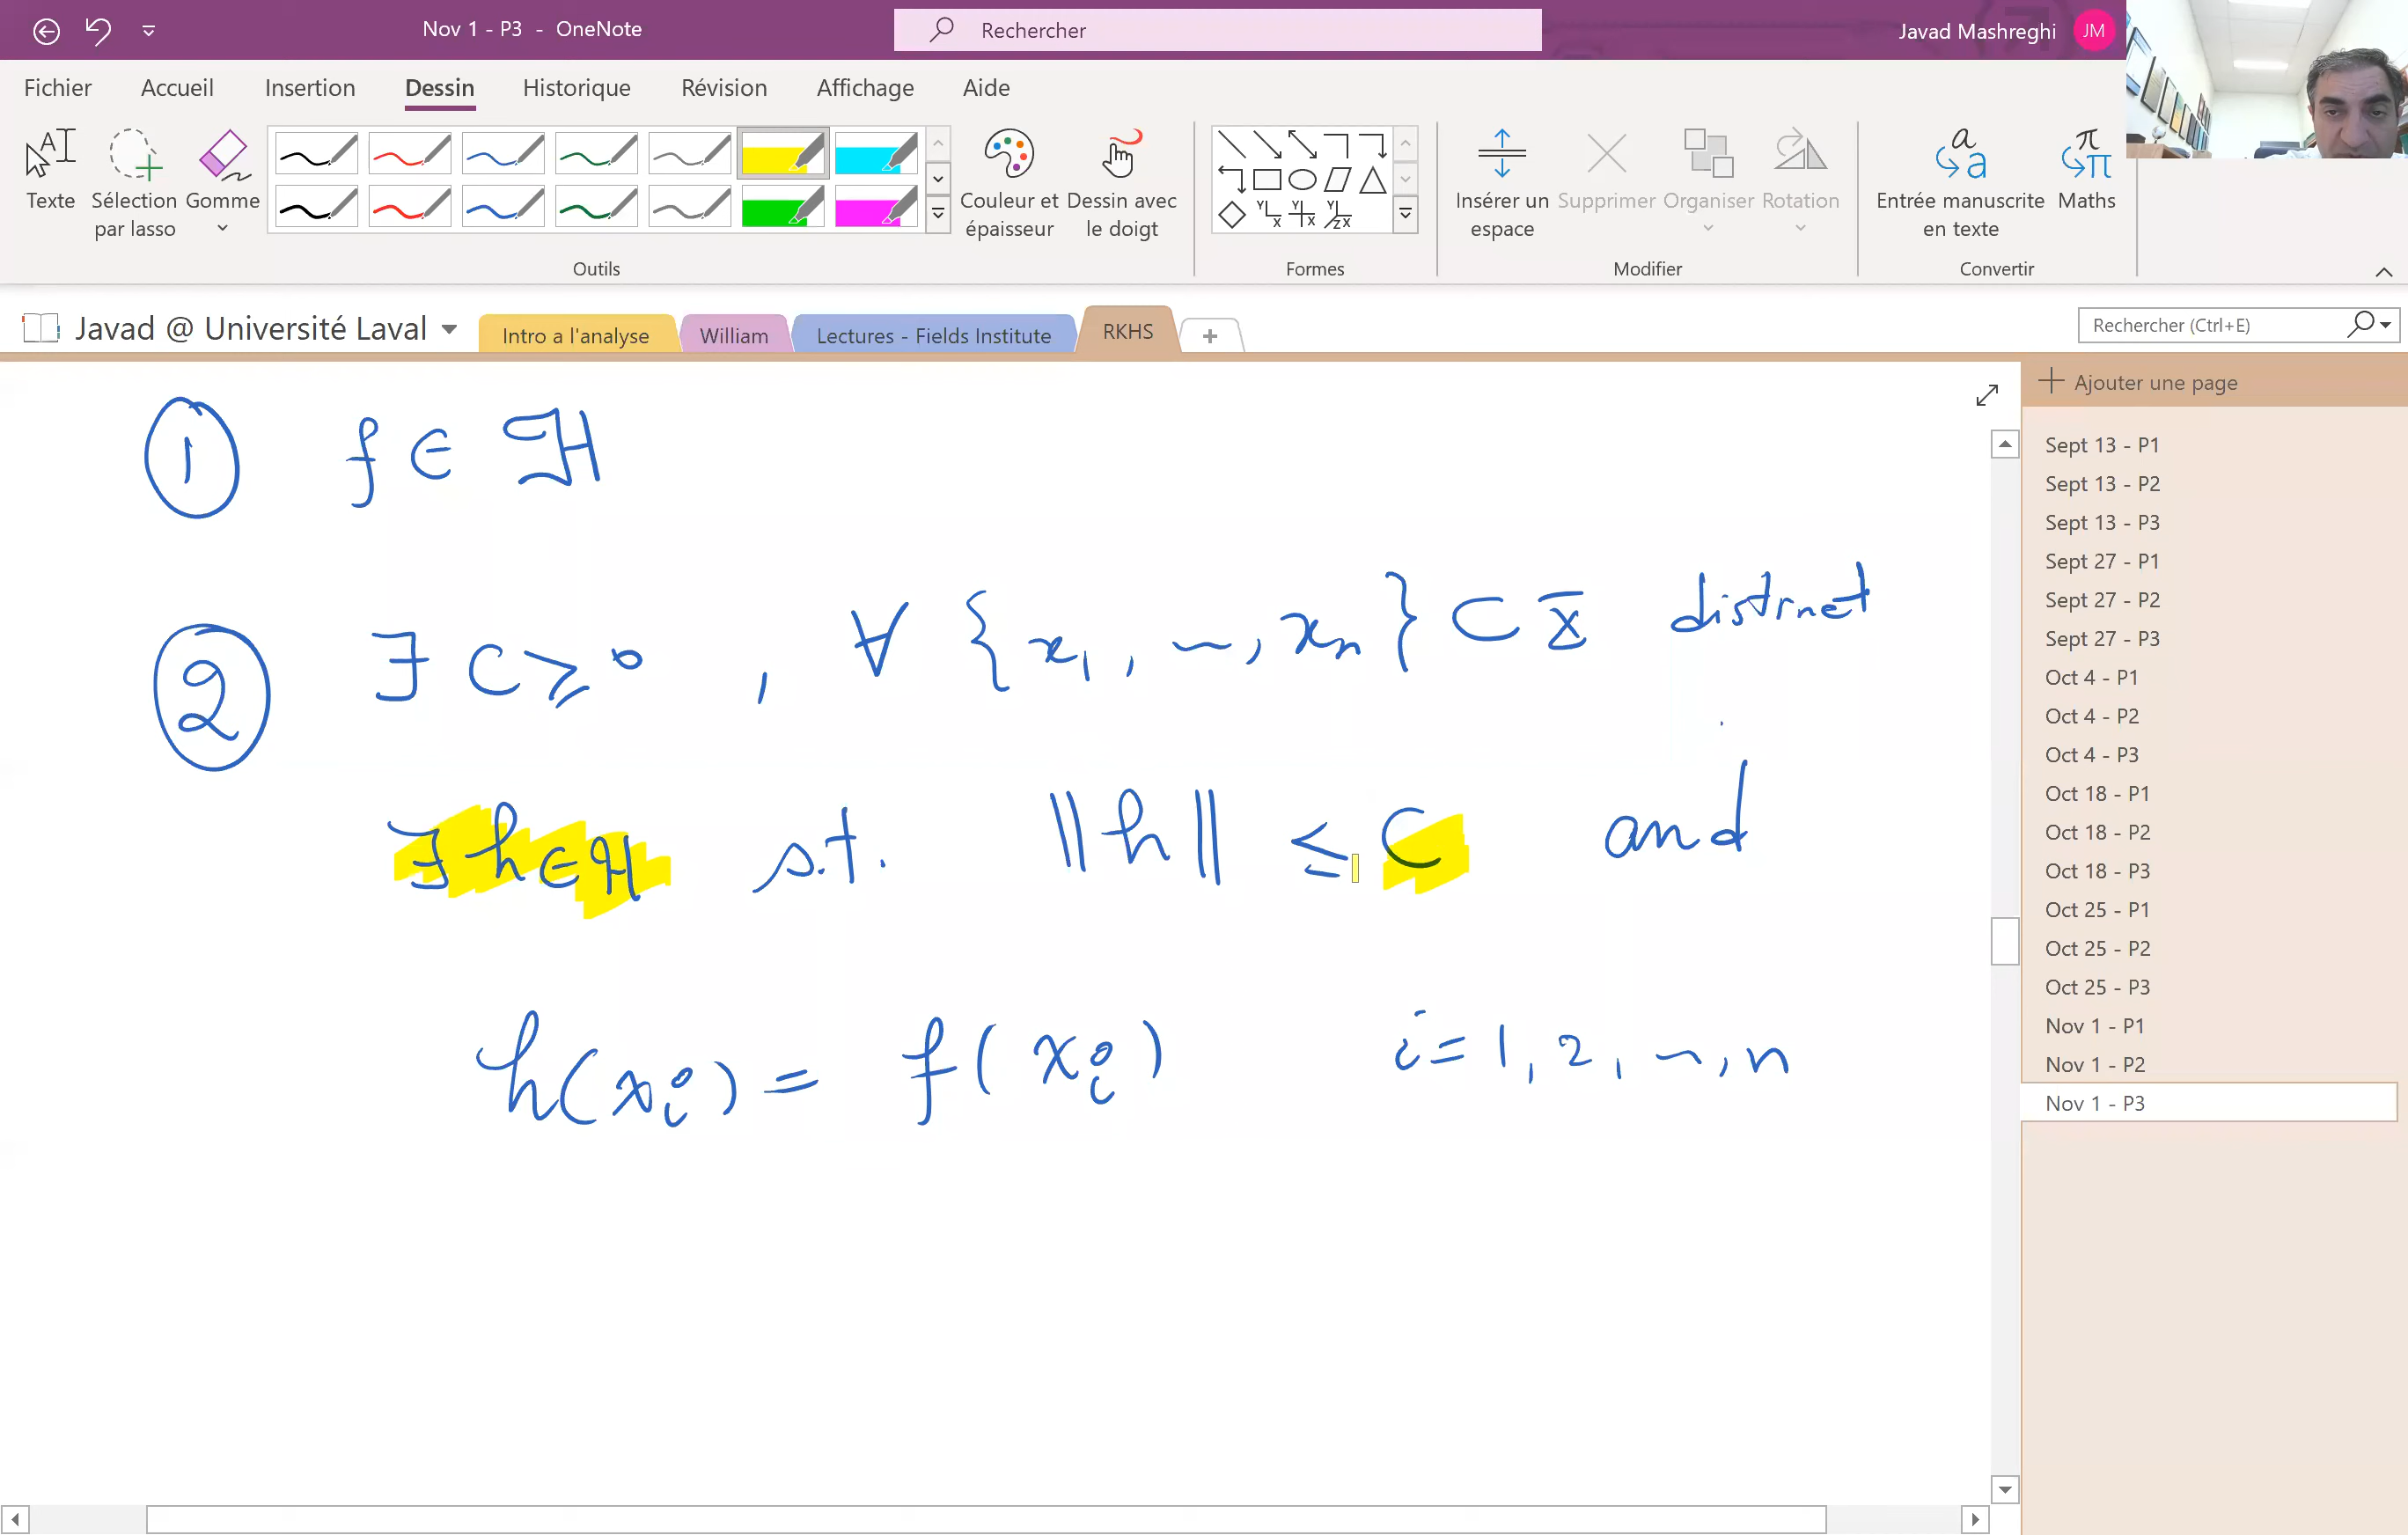 Nov 1 - P3 - OneNote
Rechercher
Javad Mashreghi
JM
Fichier Accueil Insertion Dessin Historique Révision Affichage Aide
Texte
Sélection par lasso
Gomme
Couleur et épaisseur
Dessin avec le doigt
Insérer un espace
Supprimer
Organiser
Rotation
Entrée manuscrite en texte
Maths
Outils
Formes
Modifier
Convertir
Javad @ Université Laval
Intro a l'analyse
William
Lectures - Fields Institute
RKHS
Rechercher (Ctrl+E)
① f ∈ ℋ
② ∃ C ⩾ 0 , ∀ {x₁, ~, xₙ} ⊂ X distinct
∃ h ∈ ℋ s.t. ‖h‖ ≤ C and
h(xᵢ) = f(xᵢ) i = 1, 2, ~, n
Ajouter une page
Sept 13 - P1
Sept 13 - P2
Sept 13 - P3
Sept 27 - P1
Sept 27 - P2
Sept 27 - P3
Oct 4 - P1
Oct 4 - P2
Oct 4 - P3
Oct 18 - P1
Oct 18 - P2
Oct 18 - P3
Oct 25 - P1
Oct 25 - P2
Oct 25 - P3
Nov 1 - P1
Nov 1 - P2
Nov 1 - P3